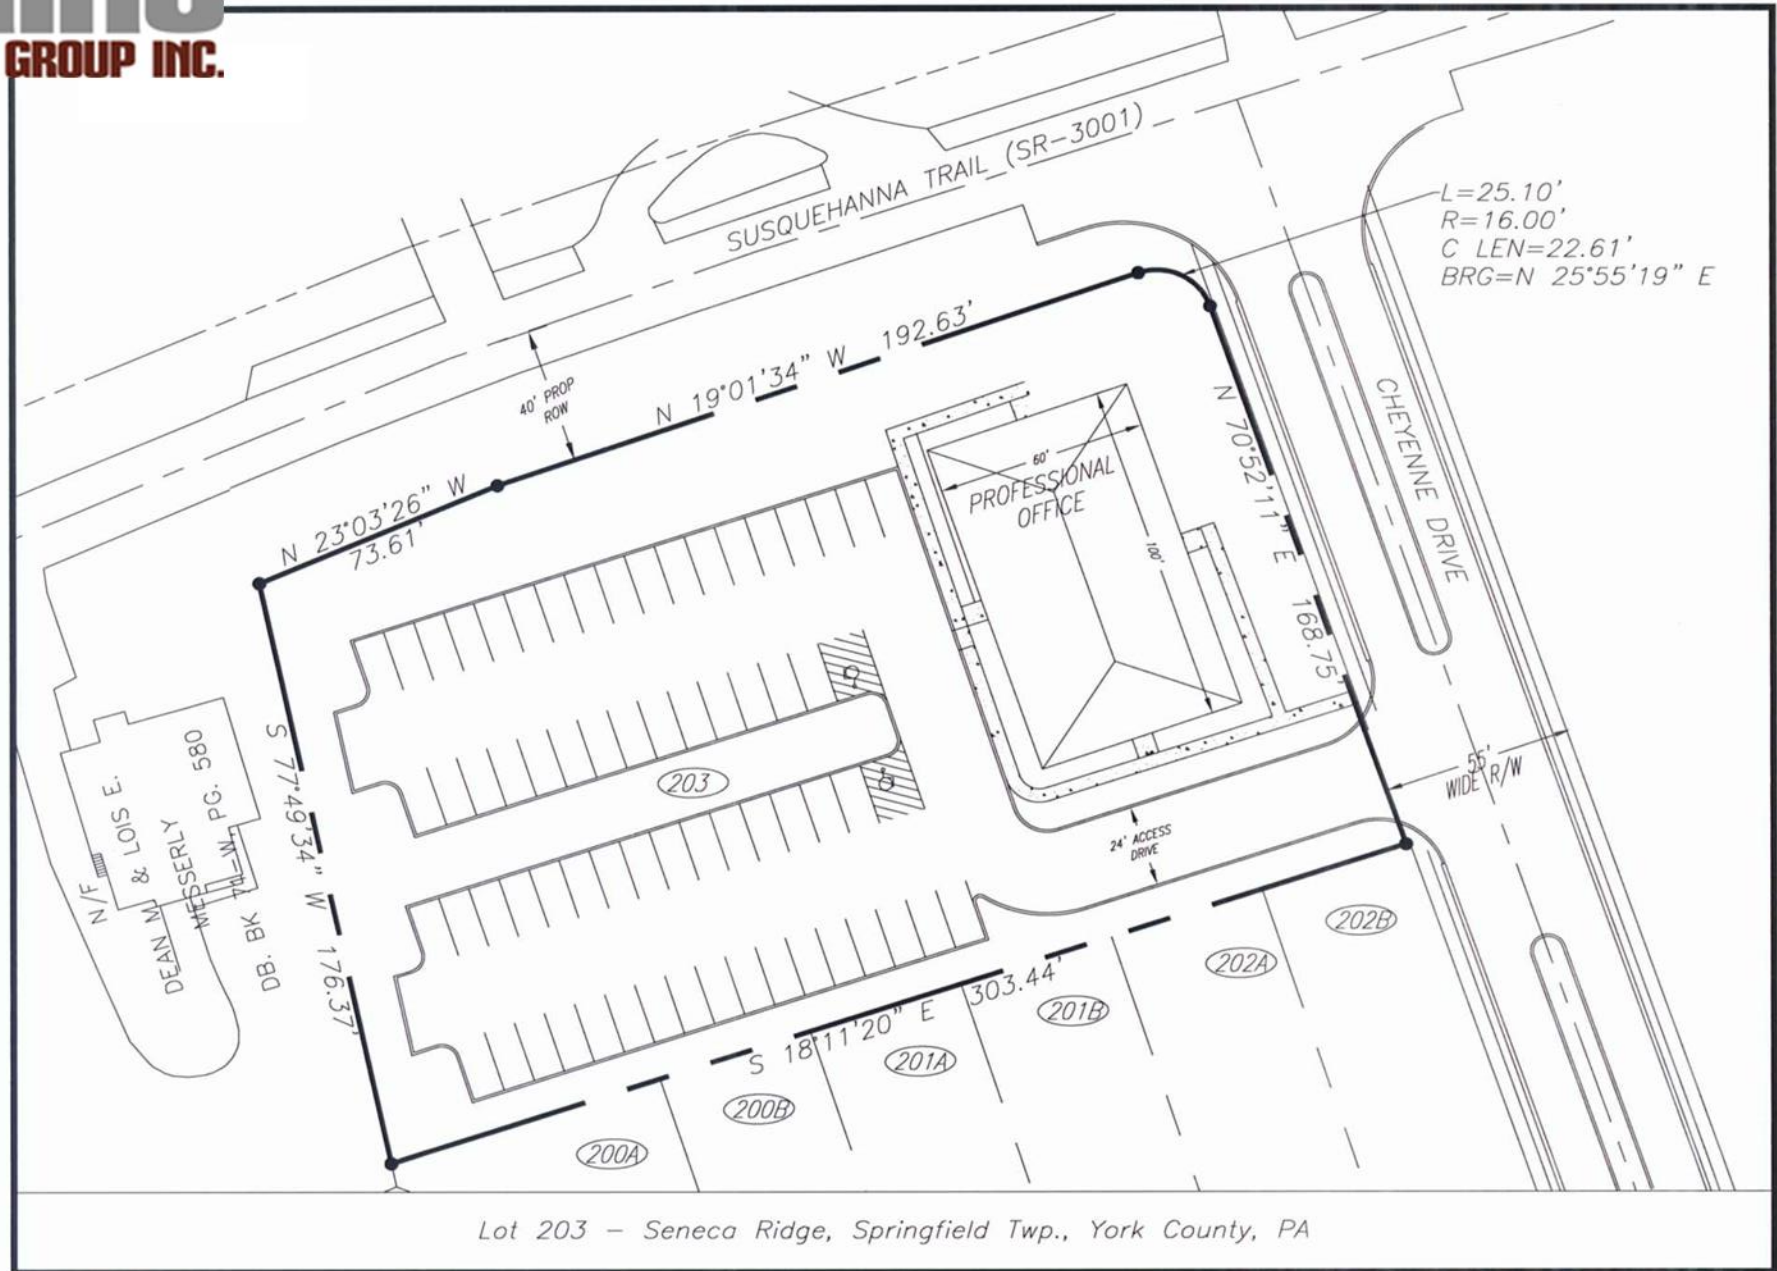 GROUP INC.
SUSQUEHANNA TRAIL (SR-3001)
L=25.10'
R=16.00'
C LEN=22.61'
BRG=N 25°55'19" E
N 19°01'34" W 192.63'
40' PROP
ROW
N 23°03'26" W
73.61'
N 70°52'11" E 168.75'
CHEYENNE DRIVE
60'
PROFESSIONAL
OFFICE
100'
203
55'
WIDE R/W
24' ACCESS
DRIVE
S 77°49'34" W 176.37'
N/F
DEAN M. & LOIS E.
MESSERLY
DB. BK 71-W, PG. 580
S 18°11'20" E 303.44'
202B
202A
201B
201A
200B
200A
Lot 203 – Seneca Ridge, Springfield Twp., York County, PA